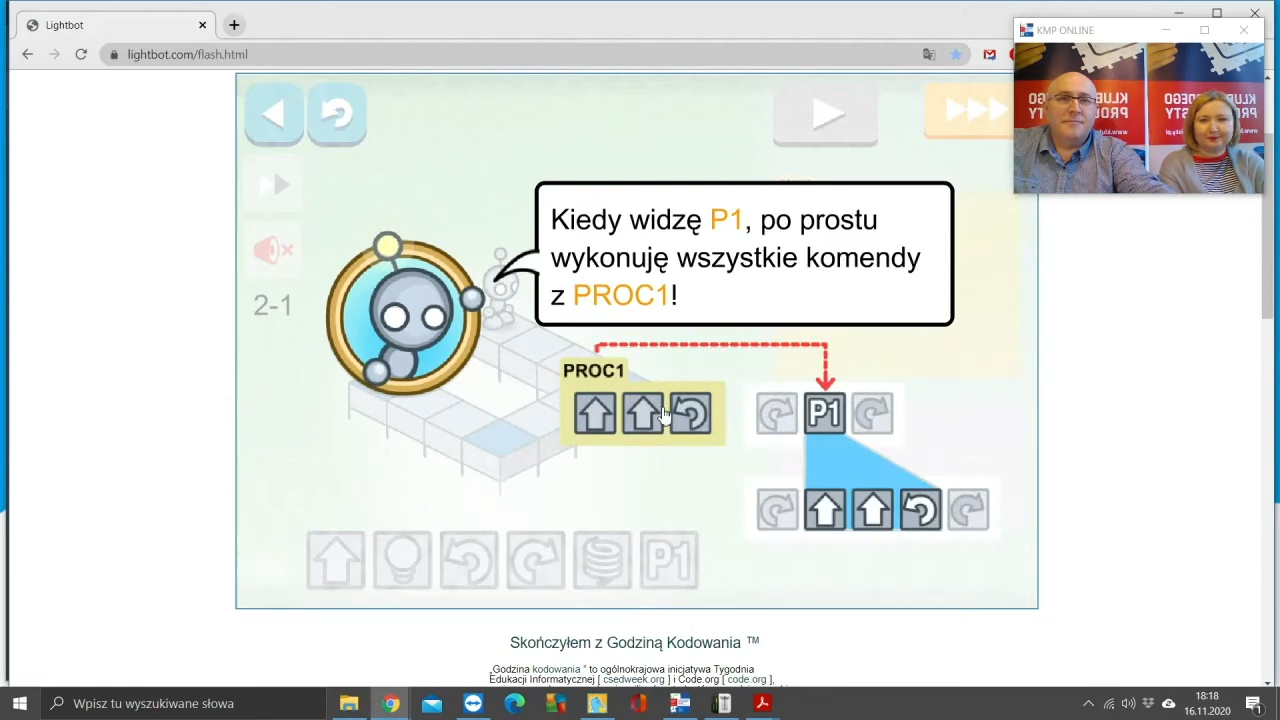 Lightbot
KMP ONLINE
lightbot.com/flash.html
Kiedy widzę P1, po prostu
wykonuję wszystkie komendy
z PROC1!
2-1
PROC1
P1
P1
Skończyłem z Godziną Kodowania ™
„Godzina kodowania " to ogólnokrajowa inicjatywa Tygodnia
Edukacji Informatycznej [ csedweek.org ] i Code.org [ code.org ],
Wpisz tu wyszukiwane słowa
18:18
16.11.2020
1